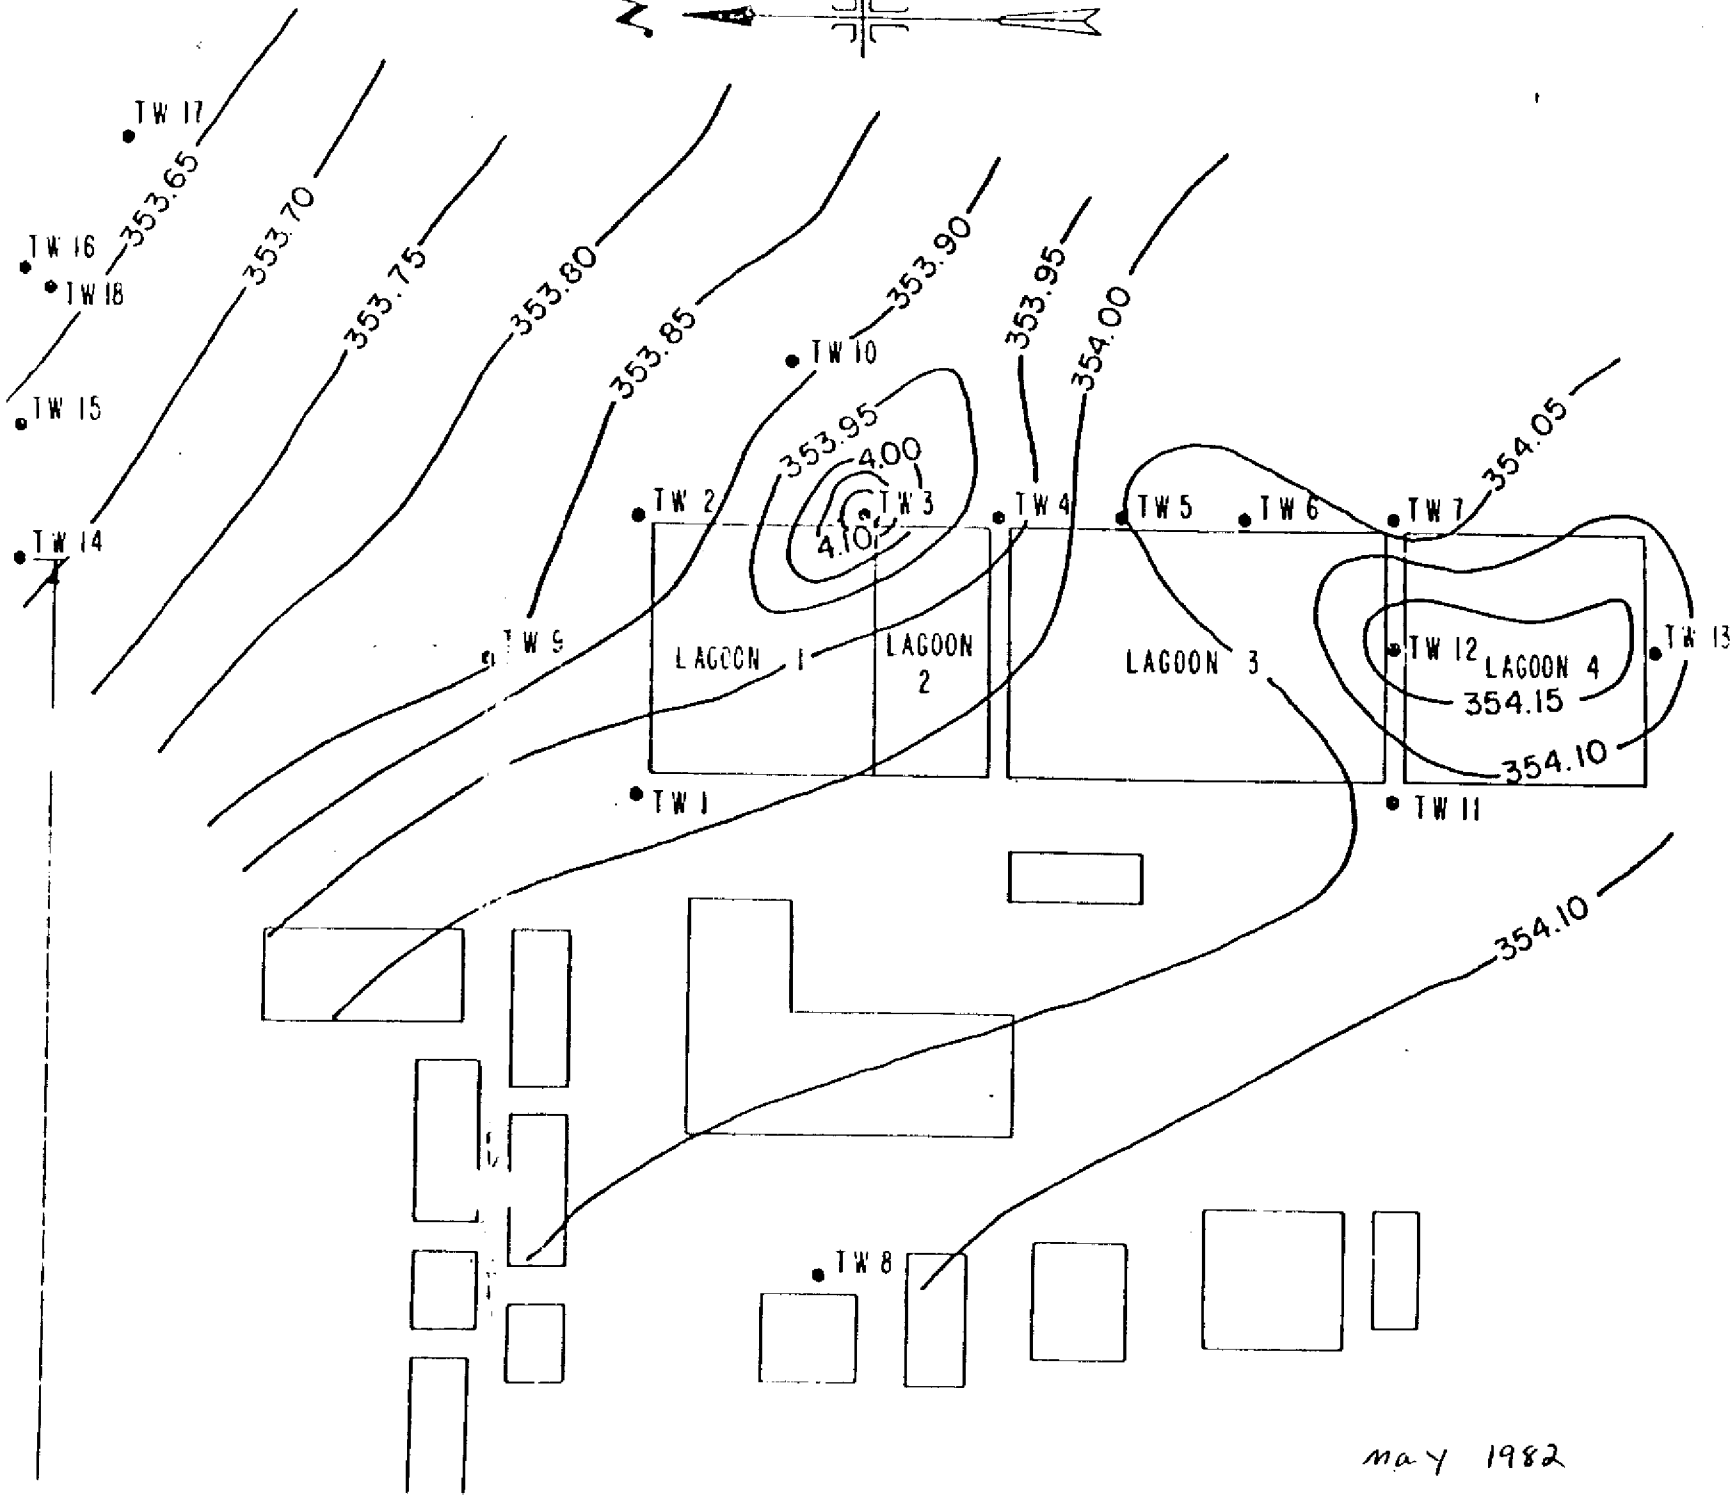 N
TW 17
353.65
353.70
TW 16
TW 18
353.75
353.80
353.90
353.95
354.00
353.85
TW 10
TW 15
353.95
4.00
354.05
TW 2
TW 3
TW 4
TW 5
TW 6
TW 7
4.10
TW 14
TW 9
LAGOON 1
LAGOON
2
LAGOON 3
TW 12
LAGOON 4
TW 13
354.15
354.10
TW 1
TW 11
354.10
TW 8
May 1982